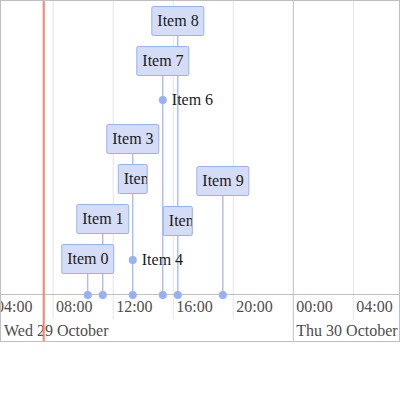 Item 8
Item 7
Item 6
Item 3
Item 9
Item 1
Item 0
Item 4
04:00 08:00 12:00 16:00 20:00 00:00 04:00
Wed 29 October Thu 30 October